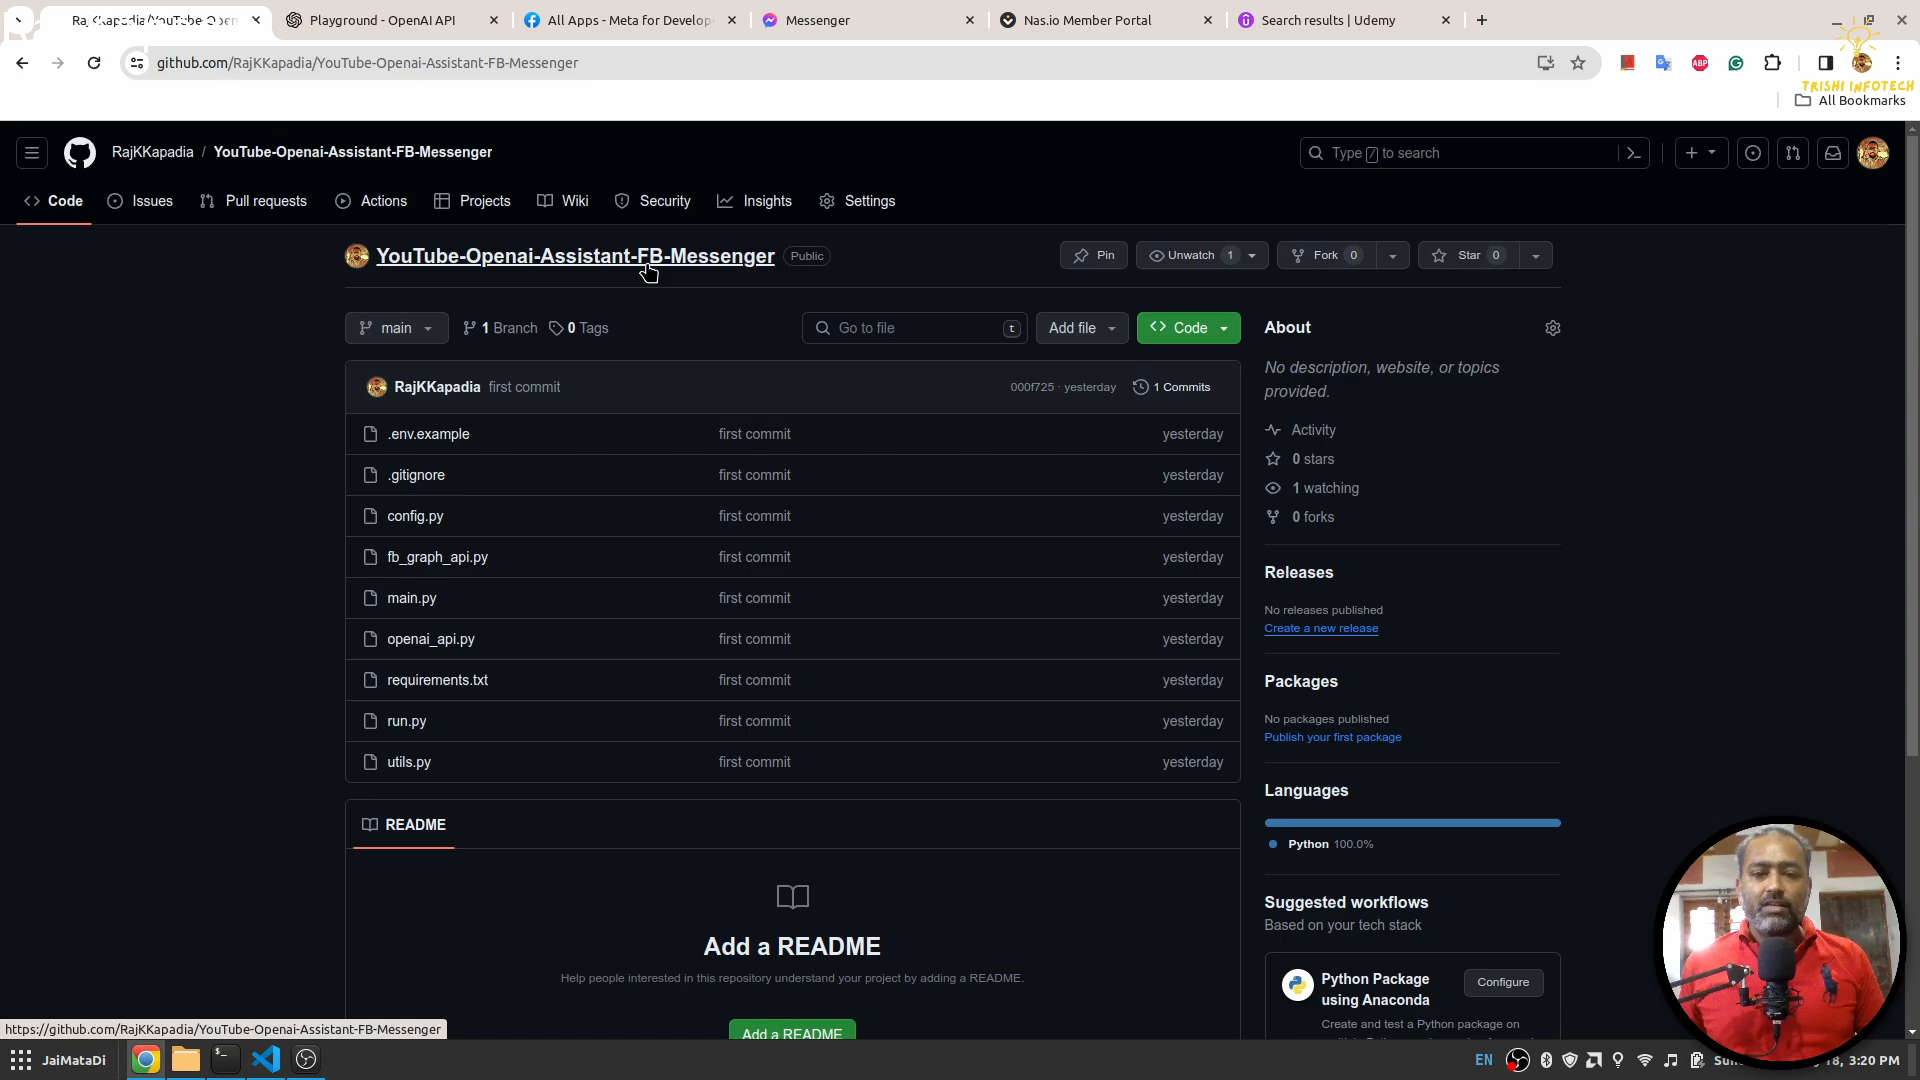 RajKKapadia/YouTube-Open
Playground - OpenAI API
All Apps - Meta for Develop
Messenger
Nas.io Member Portal
Search results | Udemy
github.com/RajKKapadia/YouTube-Openai-Assistant-FB-Messenger
ABP
TRISHI INFOTECH
All Bookmarks
RajKKapadia / YouTube-Openai-Assistant-FB-Messenger
Type / to search
Code
Issues
Pull requests
Actions
Projects
Wiki
Security
Insights
Settings
YouTube-Openai-Assistant-FB-Messenger
Public
Pin
Unwatch 1
Fork 0
Star 0
main
1 Branch
0 Tags
Go to file
t
Add file
Code
RajKKapadia first commit
000f725 · yesterday
1 Commits
.env.example first commit yesterday
.gitignore first commit yesterday
config.py first commit yesterday
fb_graph_api.py first commit yesterday
main.py first commit yesterday
openai_api.py first commit yesterday
requirements.txt first commit yesterday
run.py first commit yesterday
utils.py first commit yesterday
README
Add a README
Help people interested in this repository understand your project by adding a README.
Add a README
About
No description, website, or topics
provided.
Activity
0 stars
1 watching
0 forks
Releases
No releases published
Create a new release
Packages
No packages published
Publish your first package
Languages
Python 100.0%
Suggested workflows
Based on your tech stack
Python Package
using Anaconda
Configure
Create and test a Python package on
https://github.com/RajKKapadia/YouTube-Openai-Assistant-FB-Messenger
JaiMataDi
EN
18, 3:20 PM